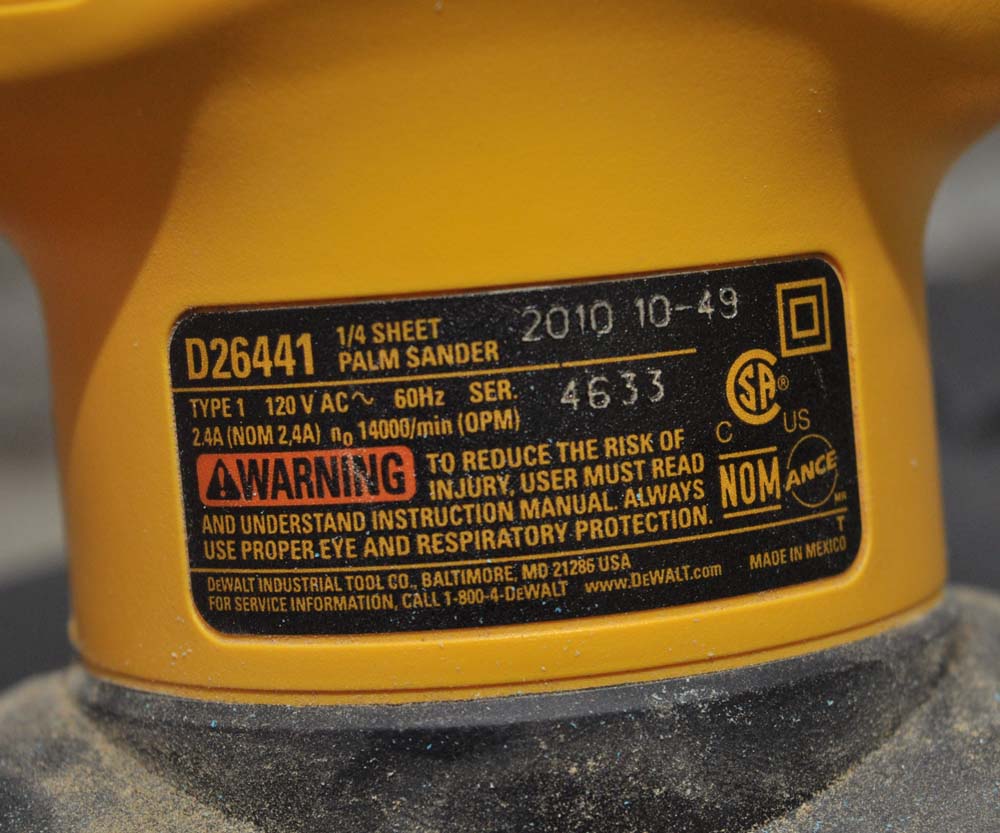 D26441 1/4 SHEET PALM SANDER 2010 10-49
TYPE 1 120 V AC~ 60Hz SER. 4633
2.4A (NOM 2,4A) n₀ 14000/min (OPM)
⚠WARNING TO REDUCE THE RISK OF
INJURY, USER MUST READ
AND UNDERSTAND INSTRUCTION MANUAL. ALWAYS
USE PROPER EYE AND RESPIRATORY PROTECTION.
DEWALT INDUSTRIAL TOOL CO., BALTIMORE, MD 21286 USA
FOR SERVICE INFORMATION, CALL 1-800-4-DEWALT www.DEWALT.com
SA®
C US
NOM ANCE
MR
T
MADE IN MEXICO